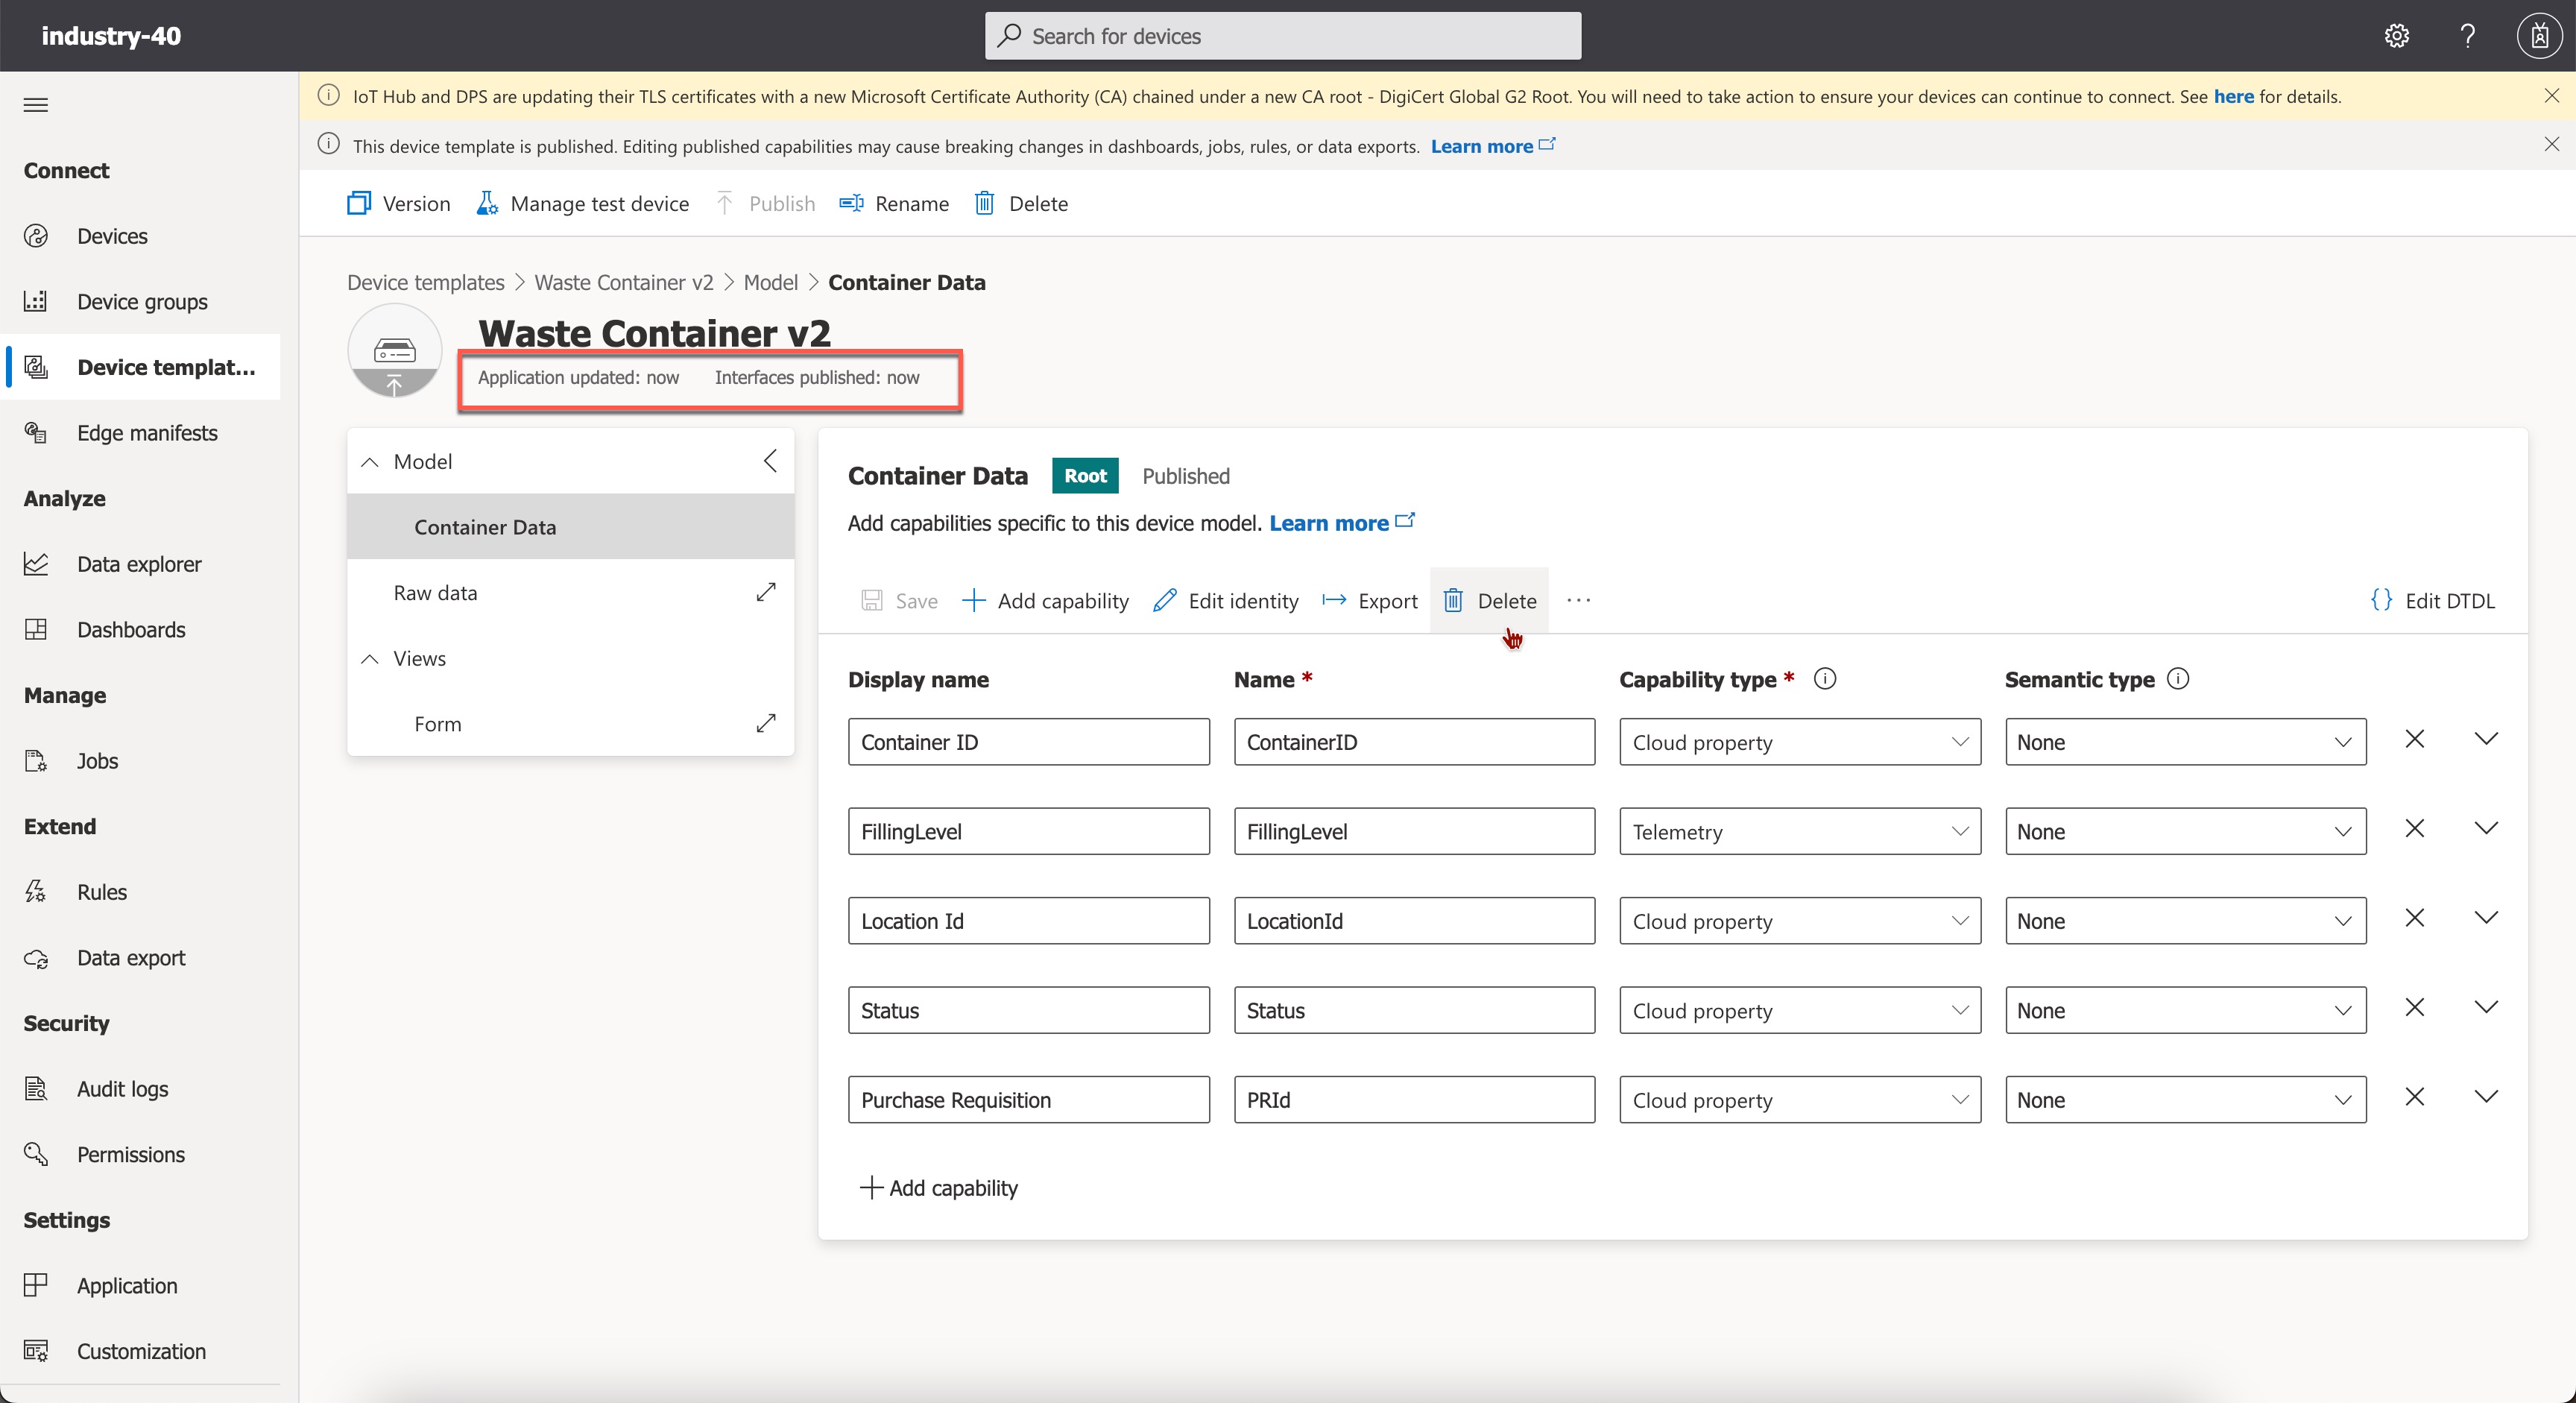 industry-40
Search for devices
IoT Hub and DPS are updating their TLS certificates with a new Microsoft Certificate Authority (CA) chained under a new CA root - DigiCert Global G2 Root. You will need to take action to ensure your devices can continue to connect. See here for details.
This device template is published. Editing published capabilities may cause breaking changes in dashboards, jobs, rules, or data exports. Learn more
Version Manage test device Publish Rename Delete
Connect
Devices
Device groups
Device templat...
Edge manifests
Analyze
Data explorer
Dashboards
Manage
Jobs
Extend
Rules
Data export
Security
Audit logs
Permissions
Settings
Application
Customization
Device templates > Waste Container v2 > Model > Container Data
Waste Container v2
Application updated: now Interfaces published: now
Model
Container Data
Raw data
Views
Form
Container Data Root Published
Add capabilities specific to this device model. Learn more
Save Add capability Edit identity Export Delete ... Edit DTDL
Display name Name * Capability type * Semantic type
Container ID ContainerID Cloud property None
FillingLevel FillingLevel Telemetry None
Location Id LocationId Cloud property None
Status Status Cloud property None
Purchase Requisition PRId Cloud property None
Add capability